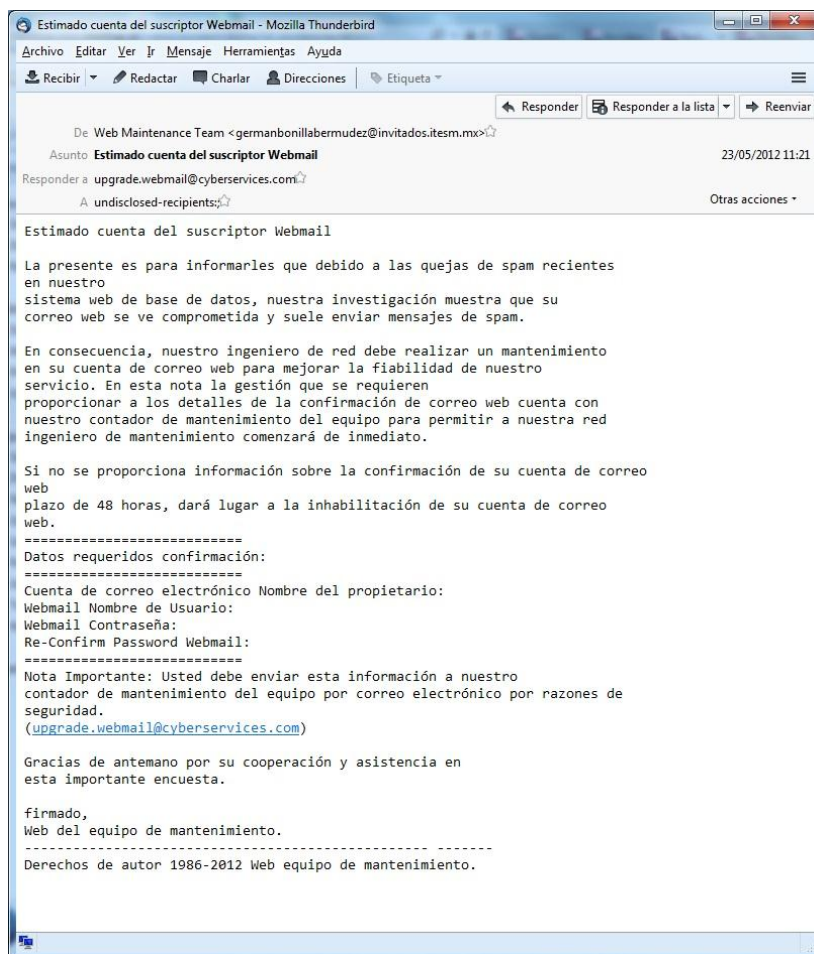 Estimado cuenta del suscriptor Webmail - Mozilla Thunderbird
Archivo Editar Ver Ir Mensaje Herramientas Ayuda
Recibir Redactar Charlar Direcciones Etiqueta
Responder Responder a la lista Reenviar
De Web Maintenance Team <germanbonillabermudez@invitados.itesm.mx>
Asunto Estimado cuenta del suscriptor Webmail 23/05/2012 11:21
Responder a upgrade.webmail@cyberservices.com
A undisclosed-recipients:; Otras acciones
Estimado cuenta del suscriptor Webmail
La presente es para informarles que debido a las quejas de spam recientes
en nuestro
sistema web de base de datos, nuestra investigación muestra que su
correo web se ve comprometida y suele enviar mensajes de spam.
En consecuencia, nuestro ingeniero de red debe realizar un mantenimiento
en su cuenta de correo web para mejorar la fiabilidad de nuestro
servicio. En esta nota la gestión que se requieren
proporcionar a los detalles de la confirmación de correo web cuenta con
nuestro contador de mantenimiento del equipo para permitir a nuestra red
ingeniero de mantenimiento comenzará de inmediato.
Si no se proporciona información sobre la confirmación de su cuenta de correo
web
plazo de 48 horas, dará lugar a la inhabilitación de su cuenta de correo
web.
===========================
Datos requeridos confirmación:
===========================
Cuenta de correo electrónico Nombre del propietario:
Webmail Nombre de Usuario:
Webmail Contraseña:
Re-Confirm Password Webmail:
===========================
Nota Importante: Usted debe enviar esta información a nuestro
contador de mantenimiento del equipo por correo electrónico por razones de
seguridad.
(upgrade.webmail@cyberservices.com)
Gracias de antemano por su cooperación y asistencia en
esta importante encuesta.
firmado,
Web del equipo de mantenimiento.
-------------------------------------------------- -------
Derechos de autor 1986-2012 Web equipo de mantenimiento.